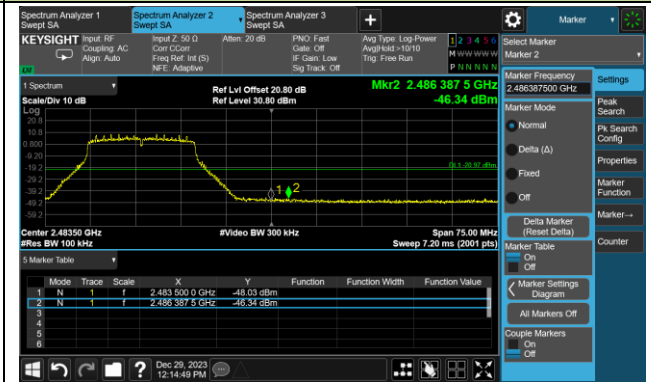 Spectrum Analyzer 1
Swept SA
Spectrum Analyzer 2
Swept SA
Spectrum Analyzer 3
Swept SA
+
Marker
KEYSIGHT
Input: RF
Coupling: AC
Align: Auto
Input Z: 50 Ω
Corr CCorr
Freq Ref: Int (S)
NFE: Adaptive
Atten: 20 dB
PNO: Fast
Gate: Off
IF Gain: Low
Sig Track: Off
Avg Type: Log-Power
Avg|Hold:>10/10
Trig: Free Run
1 2 3 4 5 6
M W W W W W
P N N N N N
LXI
Select Marker
Marker 2
1 Spectrum
Scale/Div 10 dB
Log
Ref Lvl Offset 20.80 dB
Ref Level 30.80 dBm
Mkr2 2.486 387 5 GHz
-46.34 dBm
20.8
10.8
0.800
-9.20
-19.2
-29.2
-39.2
-49.2
-59.2
DL1 -20.97 dBm
1
2
Center 2.48350 GHz
#Res BW 100 kHz
#Video BW 300 kHz
Span 75.00 MHz
Sweep 7.20 ms (2001 pts)
5 Marker Table
Mode Trace Scale X Y Function Function Width Function Value
1 N 1 f 2.483 500 0 GHz -48.03 dBm
2 N 1 f 2.486 387 5 GHz -46.34 dBm
3
4
5
6
Marker Frequency
2.486387500 GHz
Marker Mode
Normal
Delta (Δ)
Fixed
Off
Delta Marker
(Reset Delta)
Marker Table
On
Off
Marker Settings
Diagram
All Markers Off
Couple Markers
On
Off
Settings
Peak
Search
Pk Search
Config
Properties
Marker
Function
Marker→
Counter
?
Dec 29, 2023
12:14:49 PM